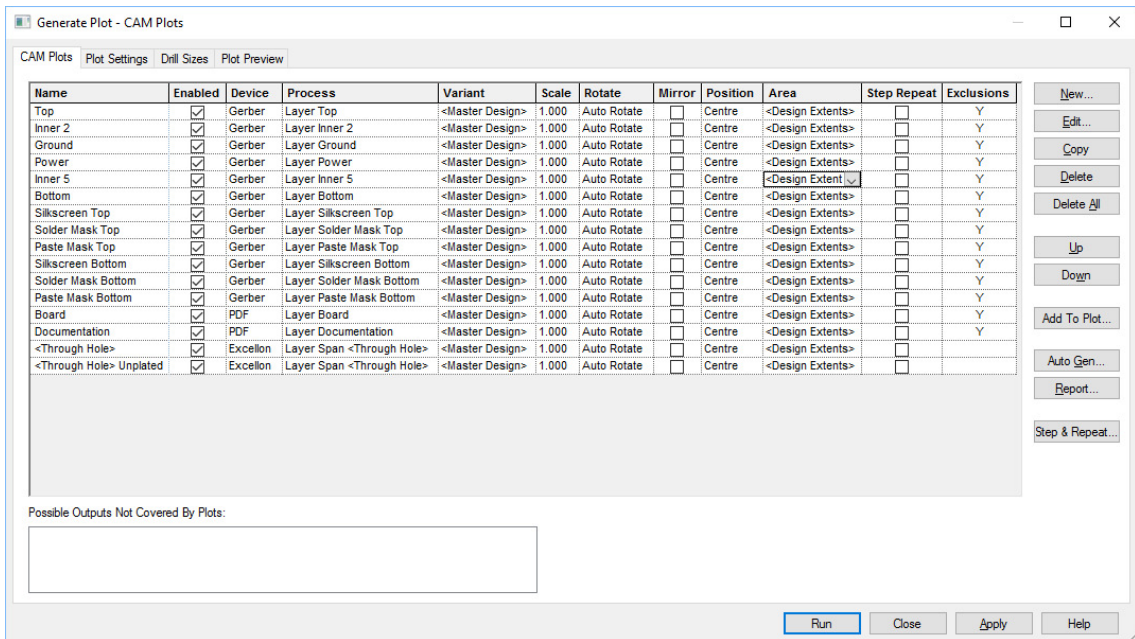 Generate Plot - CAM Plots
CAM Plots Plot Settings Drill Sizes Plot Preview
Name Enabled Device Process Variant Scale Rotate Mirror Position Area Step Repeat Exclusions
Top Gerber Layer Top <Master Design> 1.000 Auto Rotate Centre <Design Extents> Y
Inner 2 Gerber Layer Inner 2 <Master Design> 1.000 Auto Rotate Centre <Design Extents> Y
Ground Gerber Layer Ground <Master Design> 1.000 Auto Rotate Centre <Design Extents> Y
Power Gerber Layer Power <Master Design> 1.000 Auto Rotate Centre <Design Extents> Y
Inner 5 Gerber Layer Inner 5 <Master Design> 1.000 Auto Rotate Centre <Design Extent Y
Bottom Gerber Layer Bottom <Master Design> 1.000 Auto Rotate Centre <Design Extents> Y
Silkscreen Top Gerber Layer Silkscreen Top <Master Design> 1.000 Auto Rotate Centre <Design Extents> Y
Solder Mask Top Gerber Layer Solder Mask Top <Master Design> 1.000 Auto Rotate Centre <Design Extents> Y
Paste Mask Top Gerber Layer Paste Mask Top <Master Design> 1.000 Auto Rotate Centre <Design Extents> Y
Silkscreen Bottom Gerber Layer Silkscreen Bottom <Master Design> 1.000 Auto Rotate Centre <Design Extents> Y
Solder Mask Bottom Gerber Layer Solder Mask Bottom <Master Design> 1.000 Auto Rotate Centre <Design Extents> Y
Paste Mask Bottom Gerber Layer Paste Mask Bottom <Master Design> 1.000 Auto Rotate Centre <Design Extents> Y
Board PDF Layer Board <Master Design> 1.000 Auto Rotate Centre <Design Extents> Y
Documentation PDF Layer Documentation <Master Design> 1.000 Auto Rotate Centre <Design Extents> Y
<Through Hole> Excellon Layer Span <Through Hole> <Master Design> 1.000 Auto Rotate Centre <Design Extents>
<Through Hole> Unplated Excellon Layer Span <Through Hole> <Master Design> 1.000 Auto Rotate Centre <Design Extents>
New...
Edit...
Copy
Delete
Delete All
Up
Down
Add To Plot...
Auto Gen...
Report...
Step & Repeat...
Possible Outputs Not Covered By Plots:
Run Close Apply Help